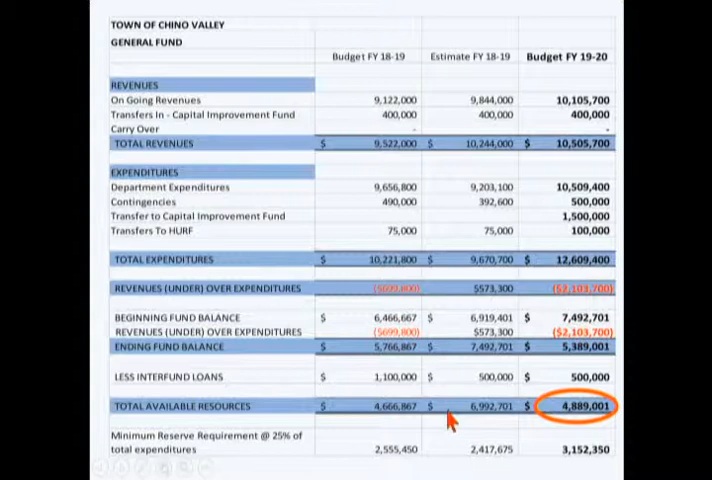 TOWN OF CHINO VALLEY
GENERAL FUND
Budget FY 18-19 Estimate FY 18-19 Budget FY 19-20
REVENUES
On Going Revenues 9,122,000 9,844,000 10,105,700
Transfers In - Capital Improvement Fund 400,000 400,000 400,000
Carry Over - -
TOTAL REVENUES $ 9,522,000 $ 10,244,000 $ 10,505,700
EXPENDITURES
Department Expenditures 9,656,800 9,203,100 10,509,400
Contingencies 490,000 392,600 500,000
Transfer to Capital Improvement Fund 1,500,000
Transfers To HURF 75,000 75,000 100,000
TOTAL EXPENDITURES $ 10,221,800 $ 9,670,700 $ 12,609,400
REVENUES (UNDER) OVER EXPENDITURES ($699,800) $573,300 ($2,103,700)
BEGINNING FUND BALANCE $ 6,466,667 $ 6,919,401 $ 7,492,701
REVENUES (UNDER) OVER EXPENDITURES ($699,800) $573,300 ($2,103,700)
ENDING FUND BALANCE $ 5,766,867 $ 7,492,701 $ 5,389,001
LESS INTERFUND LOANS $ 1,100,000 $ 500,000 $ 500,000
TOTAL AVAILABLE RESOURCES $ 4,666,867 $ 6,992,701 $ 4,889,001
Minimum Reserve Requirement @ 25% of
total expenditures 2,555,450 2,417,675 3,152,350